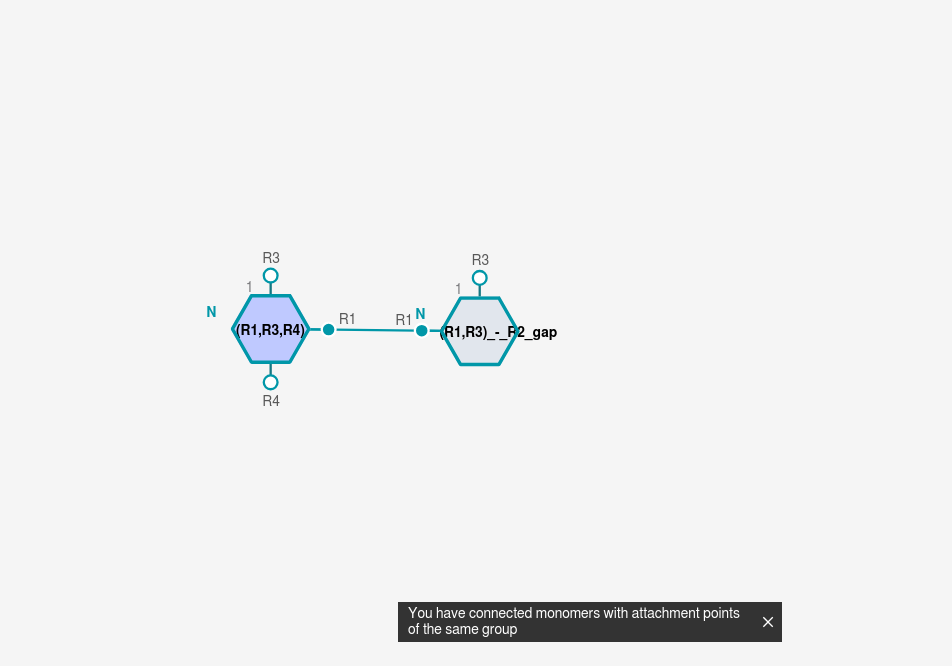 R3
1
N
(R1,R3,R4)
R1
R4
R3
1
R1
N
(R1,R3)_-_R2_gap
You have connected monomers with attachment points
of the same group